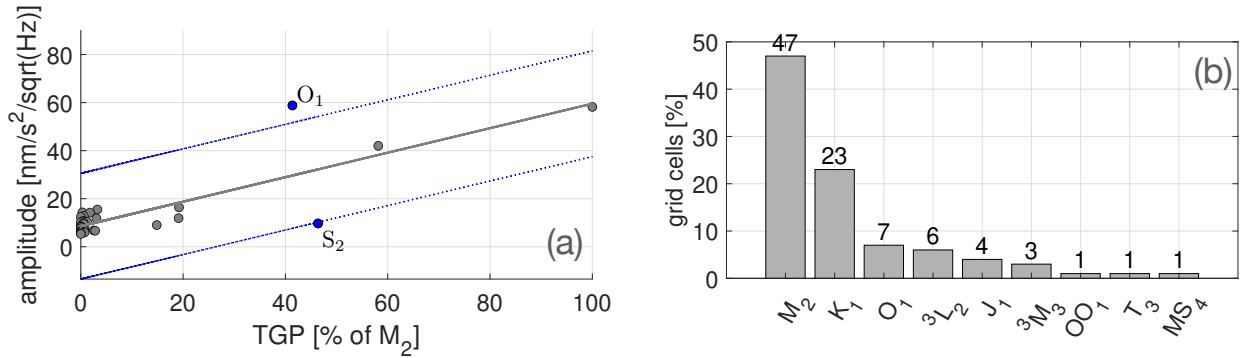 amplitude [nm/s²/sqrt(Hz)]
80
60
40
20
0
O₁
S₂
(a)
0 20 40 60 80 100
TGP [% of M₂]
grid cells [%]
50
40
30
20
10
0
47
23
7
6
4
3
1
1
1
(b)
M₂
K₁
O₁
³L₂
J₁
³M₃
OO₁
T₃
MS₄